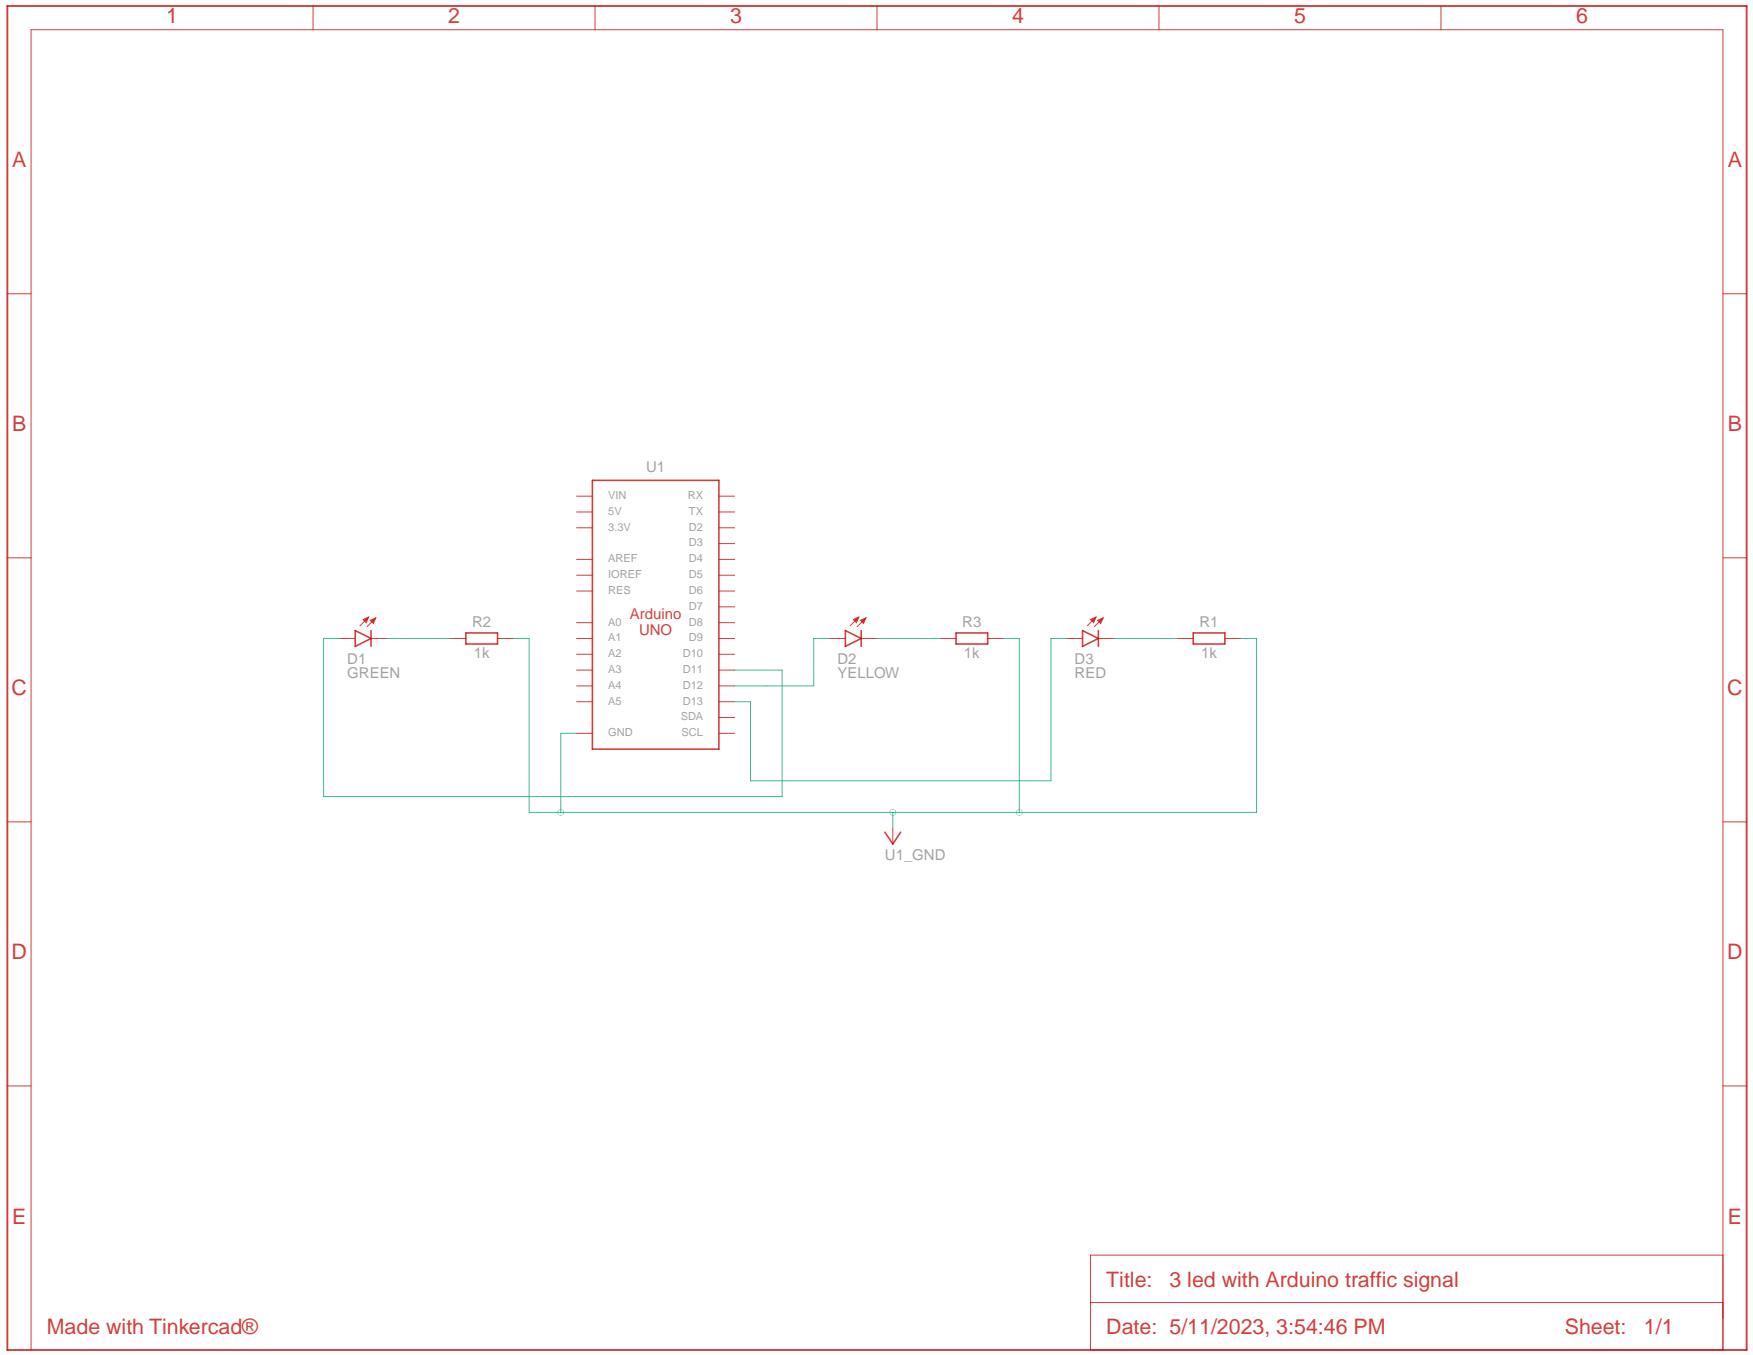 1 2 3 4 5 6
A A
B B
U1
VIN RX
5V TX
3.3V D2
D3
AREF D4
IOREF D5
RES D6
D7
Arduino
UNO
A0 D8
A1 D9
A2 D10
A3 D11
A4 D12
A5 D13
SDA
GND SCL
R2
1k
D1
GREEN
R3
1k
D2
YELLOW
R1
1k
D3
RED
C C
U1_GND
D D
E E
Title: 3 led with Arduino traffic signal
Made with Tinkercad®
Date: 5/11/2023, 3:54:46 PM Sheet: 1/1